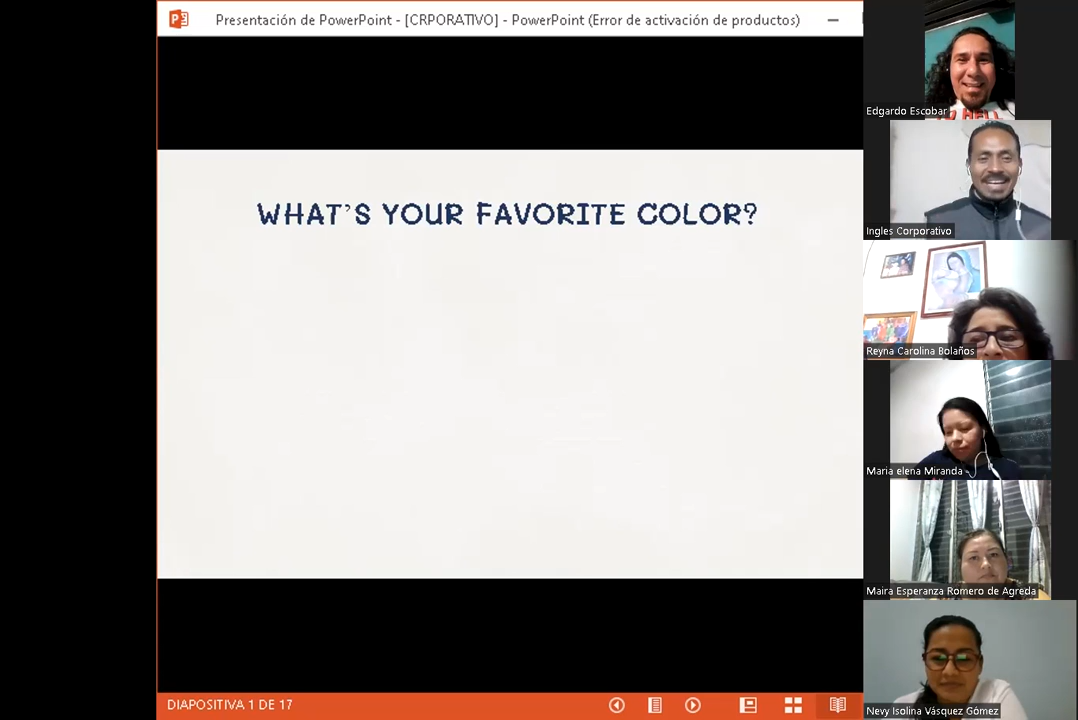 Presentación de PowerPoint - [CRPORATIVO] - PowerPoint (Error de activación de productos)
WHAT'S YOUR FAVORITE COLOR?
DIAPOSITIVA 1 DE 17
Edgardo Escobar
Ingles Corporativo
Reyna Carolina Bolaños
Maria elena Miranda -
Maira Esperanza Romero de Agreda
Nevy Isolina Vásquez Gómez